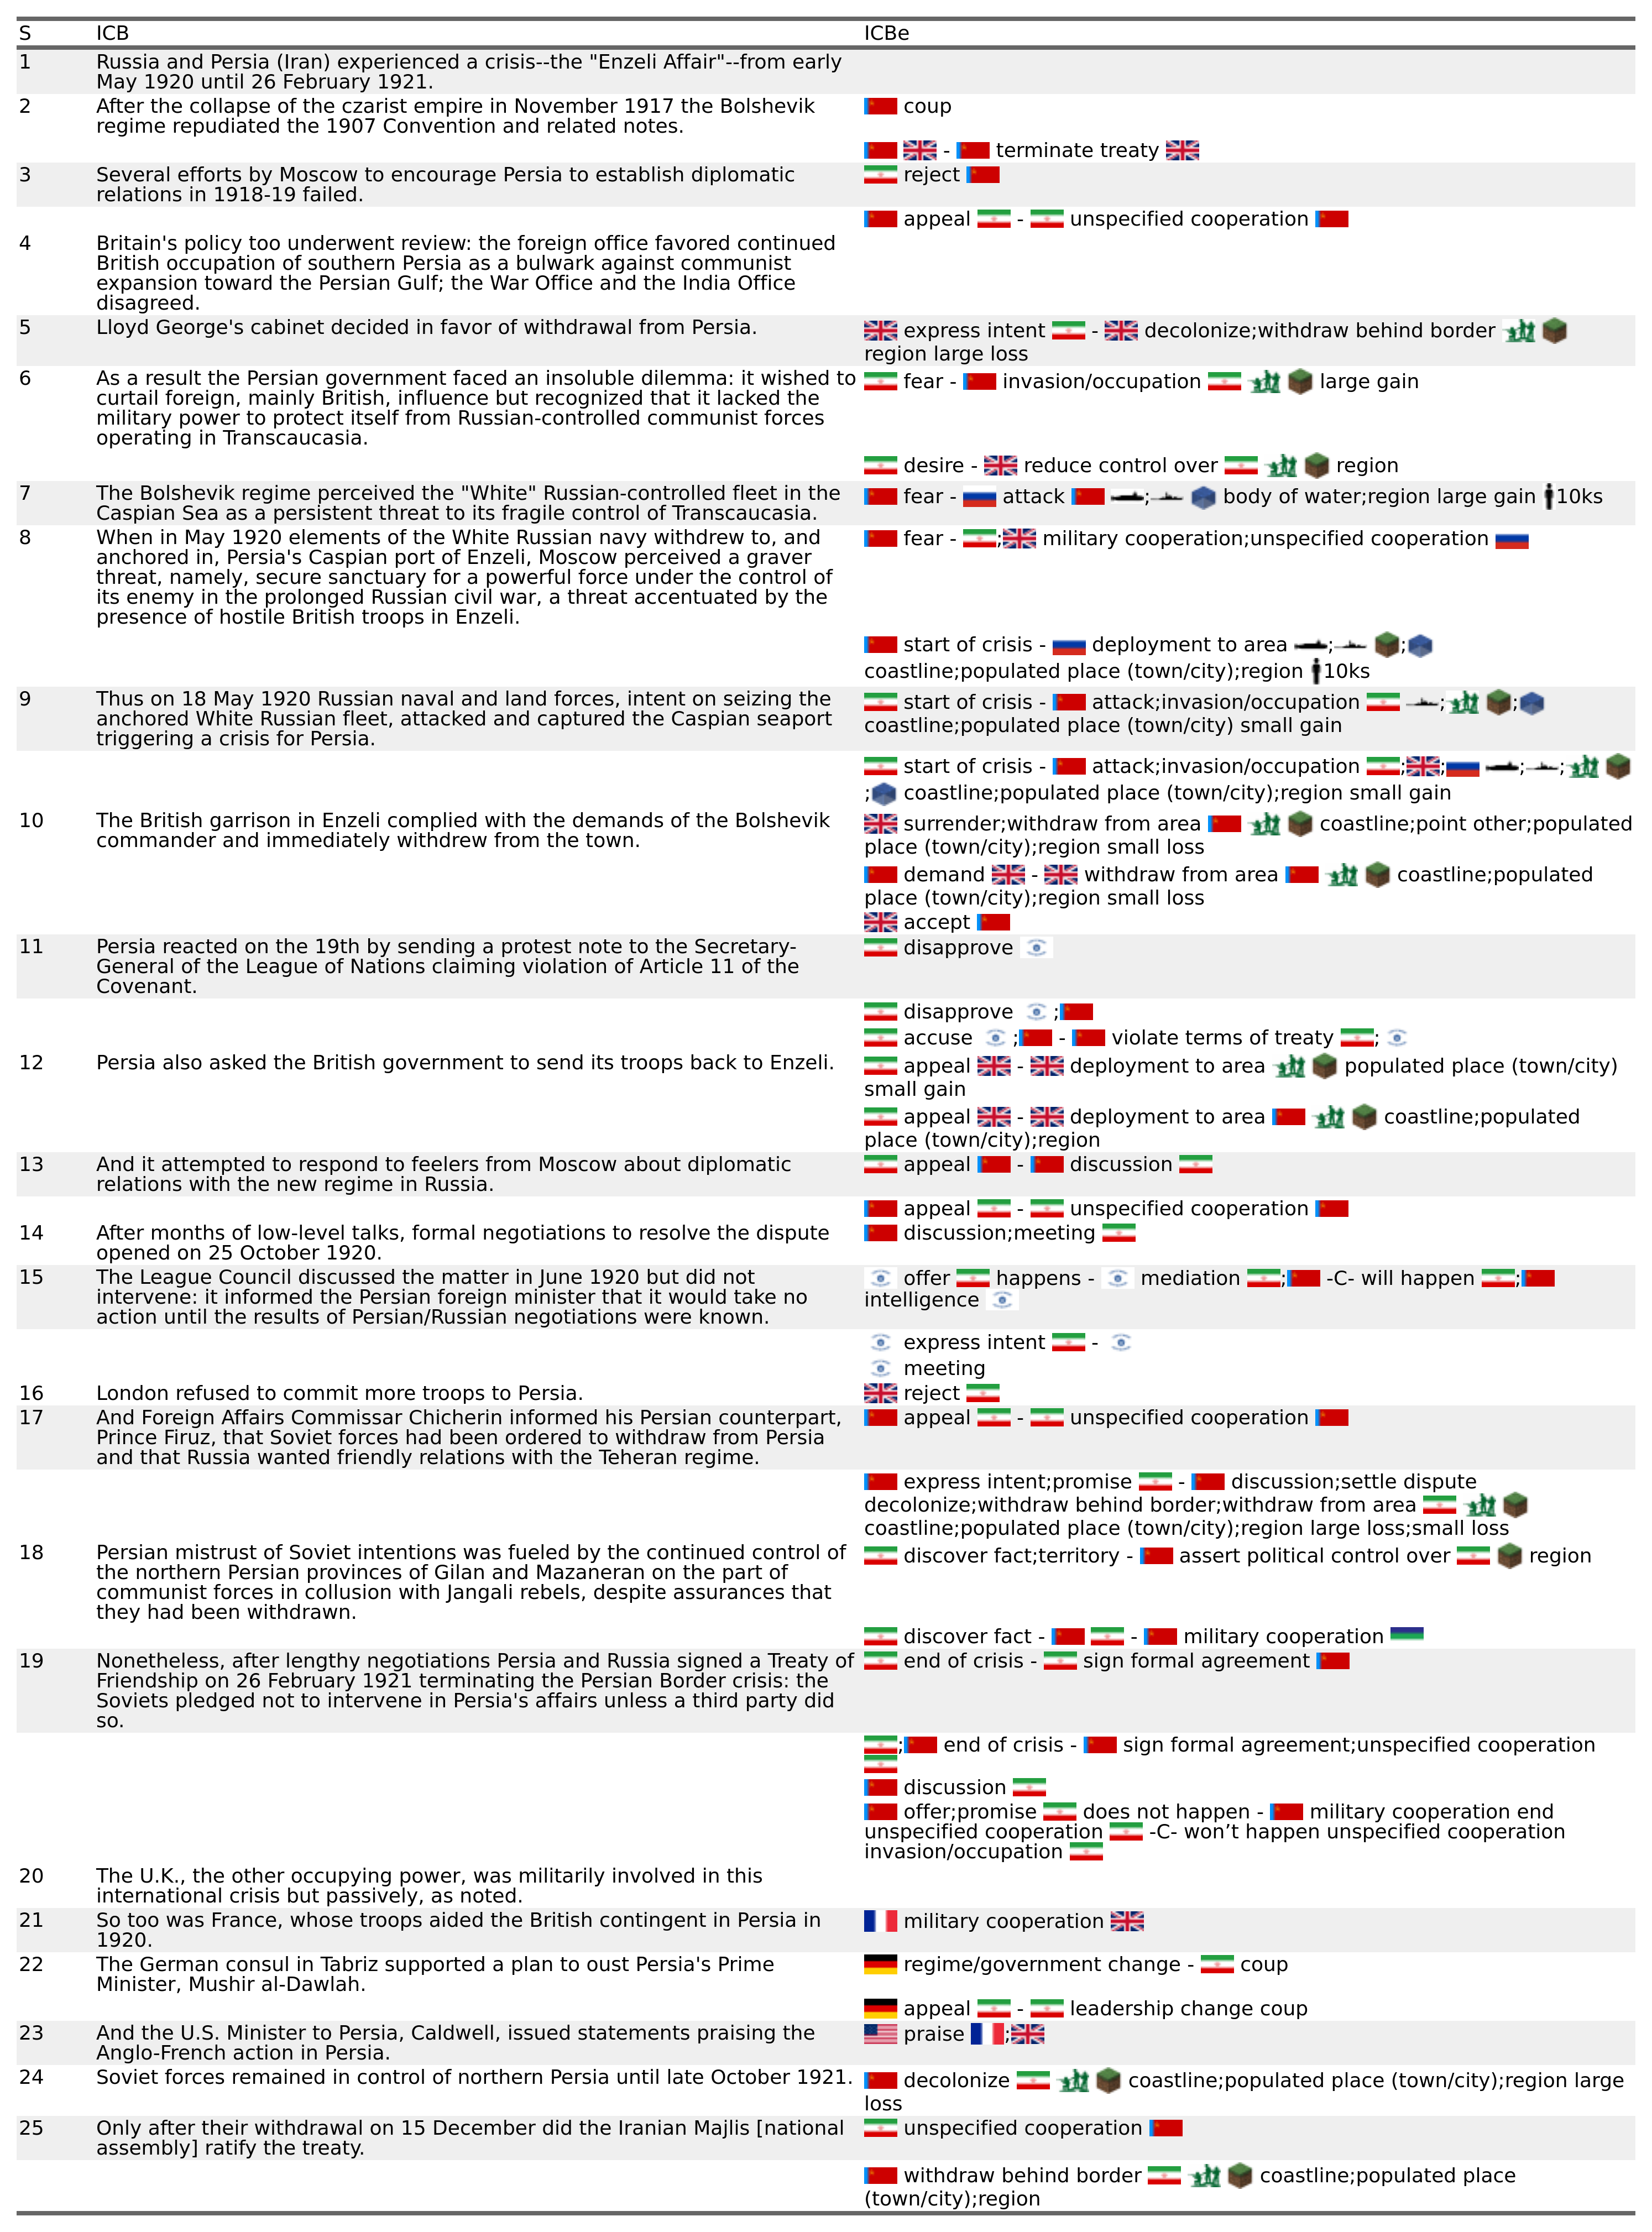 S ICB ICBe
1 Russia and Persia (Iran) experienced a crisis--the "Enzeli Affair"--from early
May 1920 until 26 February 1921.
2 After the collapse of the czarist empire in November 1917 the Bolshevik
regime repudiated the 1907 Convention and related notes.
coup
- terminate treaty
3 Several efforts by Moscow to encourage Persia to establish diplomatic
relations in 1918-19 failed.
reject
appeal - unspecified cooperation
4 Britain's policy too underwent review: the foreign office favored continued
British occupation of southern Persia as a bulwark against communist
expansion toward the Persian Gulf; the War Office and the India Office
disagreed.
5 Lloyd George's cabinet decided in favor of withdrawal from Persia.
express intent - decolonize;withdraw behind border
region large loss
6 As a result the Persian government faced an insoluble dilemma: it wished to
curtail foreign, mainly British, influence but recognized that it lacked the
military power to protect itself from Russian-controlled communist forces
operating in Transcaucasia.
fear - invasion/occupation large gain
desire - reduce control over region
7 The Bolshevik regime perceived the "White" Russian-controlled fleet in the
Caspian Sea as a persistent threat to its fragile control of Transcaucasia.
fear - attack ; body of water;region large gain 10ks
8 When in May 1920 elements of the White Russian navy withdrew to, and
anchored in, Persia's Caspian port of Enzeli, Moscow perceived a graver
threat, namely, secure sanctuary for a powerful force under the control of
its enemy in the prolonged Russian civil war, a threat accentuated by the
presence of hostile British troops in Enzeli.
fear - ; military cooperation;unspecified cooperation
start of crisis - deployment to area ; ;
coastline;populated place (town/city);region 10ks
9 Thus on 18 May 1920 Russian naval and land forces, intent on seizing the
anchored White Russian fleet, attacked and captured the Caspian seaport
triggering a crisis for Persia.
start of crisis - attack;invasion/occupation ; ;
coastline;populated place (town/city) small gain
start of crisis - attack;invasion/occupation ; ; ; ;
; coastline;populated place (town/city);region small gain
10 The British garrison in Enzeli complied with the demands of the Bolshevik
commander and immediately withdrew from the town.
surrender;withdraw from area coastline;point other;populated
place (town/city);region small loss
demand - withdraw from area coastline;populated
place (town/city);region small loss
accept
11 Persia reacted on the 19th by sending a protest note to the Secretary-
General of the League of Nations claiming violation of Article 11 of the
Covenant.
disapprove
disapprove ;
accuse ; - violate terms of treaty ;
12 Persia also asked the British government to send its troops back to Enzeli.
appeal - deployment to area populated place (town/city)
small gain
appeal - deployment to area coastline;populated
place (town/city);region
13 And it attempted to respond to feelers from Moscow about diplomatic
relations with the new regime in Russia.
appeal - discussion
appeal - unspecified cooperation
14 After months of low-level talks, formal negotiations to resolve the dispute
opened on 25 October 1920.
discussion;meeting
15 The League Council discussed the matter in June 1920 but did not
intervene: it informed the Persian foreign minister that it would take no
action until the results of Persian/Russian negotiations were known.
offer happens - mediation ; -C- will happen ;
intelligence
express intent -
meeting
16 London refused to commit more troops to Persia.
reject
17 And Foreign Affairs Commissar Chicherin informed his Persian counterpart,
Prince Firuz, that Soviet forces had been ordered to withdraw from Persia
and that Russia wanted friendly relations with the Teheran regime.
appeal - unspecified cooperation
express intent;promise - discussion;settle dispute
decolonize;withdraw behind border;withdraw from area
coastline;populated place (town/city);region large loss;small loss
18 Persian mistrust of Soviet intentions was fueled by the continued control of
the northern Persian provinces of Gilan and Mazaneran on the part of
communist forces in collusion with Jangali rebels, despite assurances that
they had been withdrawn.
discover fact;territory - assert political control over region
discover fact - - military cooperation
19 Nonetheless, after lengthy negotiations Persia and Russia signed a Treaty of
Friendship on 26 February 1921 terminating the Persian Border crisis: the
Soviets pledged not to intervene in Persia's affairs unless a third party did
so.
end of crisis - sign formal agreement
; end of crisis - sign formal agreement;unspecified cooperation
discussion
offer;promise does not happen - military cooperation end
unspecified cooperation -C- won’t happen unspecified cooperation
invasion/occupation
20 The U.K., the other occupying power, was militarily involved in this
international crisis but passively, as noted.
21 So too was France, whose troops aided the British contingent in Persia in
1920.
military cooperation
22 The German consul in Tabriz supported a plan to oust Persia's Prime
Minister, Mushir al-Dawlah.
regime/government change - coup
appeal - leadership change coup
23 And the U.S. Minister to Persia, Caldwell, issued statements praising the
Anglo-French action in Persia.
praise ;
24 Soviet forces remained in control of northern Persia until late October 1921.
decolonize coastline;populated place (town/city);region large
loss
25 Only after their withdrawal on 15 December did the Iranian Majlis [national
assembly] ratify the treaty.
unspecified cooperation
withdraw behind border coastline;populated place
(town/city);region